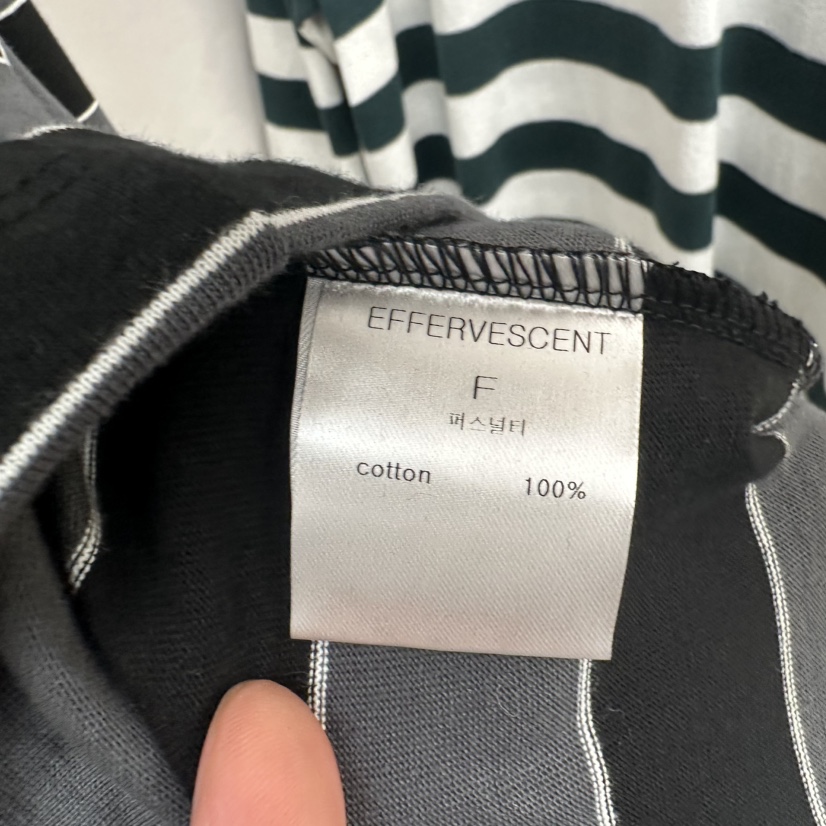 EFFERVESCENT
F
퍼스널티
cotton 100%